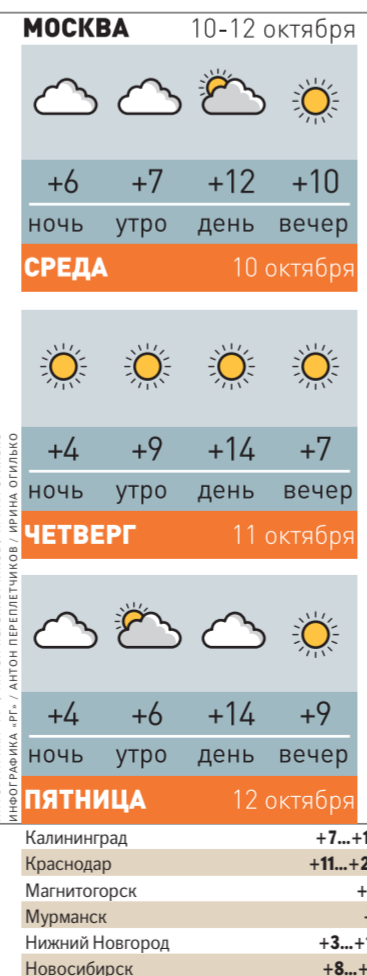 МОСКВА 10-12 октября
+6 +7 +12 +10
ночь утро день вечер
СРЕДА 10 октября
+4 +9 +14 +7
ночь утро день вечер
ЧЕТВЕРГ 11 октября
+4 +6 +14 +9
ночь утро день вечер
ПЯТНИЦА 12 октября
ИНФОГРАФИКА «РГ» / АНТОН ПЕРЕПЛЕТЧИКОВ / ИРИНА ОГИЛЬКО
Калининград
Краснодар
Магнитогорск
Мурманск
Нижний Новгород
Новосибирск